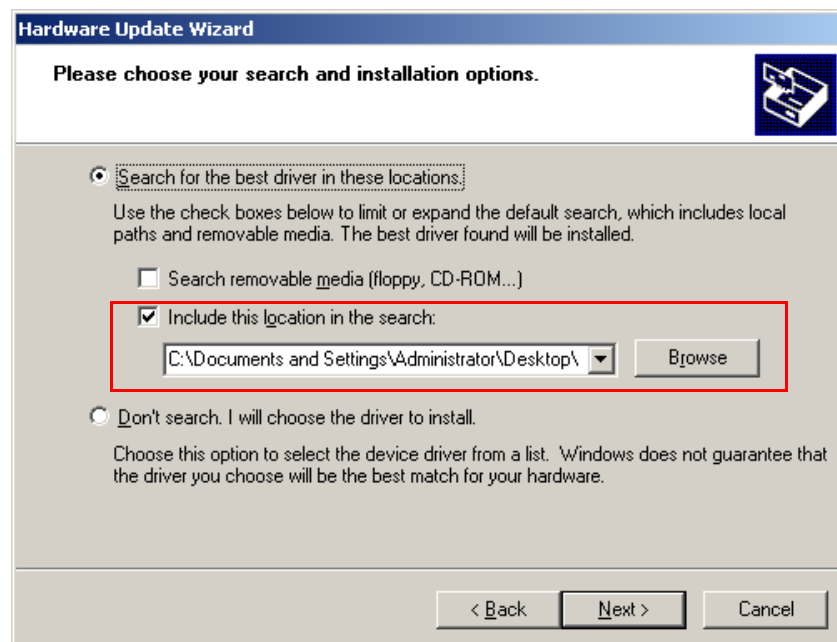 Hardware Update Wizard
Please choose your search and installation options.
Search for the best driver in these locations.
Use the check boxes below to limit or expand the default search, which includes local
paths and removable media. The best driver found will be installed.
Search removable media (floppy, CD-ROM...)
Include this location in the search:
C:\Documents and Settings\Administrator\Desktop\
Browse
Don't search. I will choose the driver to install.
Choose this option to select the device driver from a list. Windows does not guarantee that
the driver you choose will be the best match for your hardware.
< Back Next > Cancel